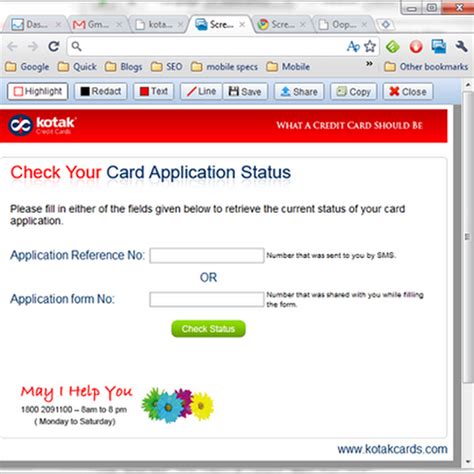 Das... Gm... kota... Scre... Scre... Oop...
Google Quick Blogs SEO mobile specs Mobile » Other bookmarks
Highlight Redact Text Line Save Share Copy Close
kotak WHAT A CREDIT CARD SHOULD BE
Credit Cards
Check Your Card Application Status
Please fill in either of the fields given below to retrieve the current status of your card
application.
Application Reference No: Number that was sent to you by SMS.
OR
Application form No: Number that was shared with you while filling
the form.
Check Status
May I Help You
1800 2091100 – 8am to 8 pm
( Monday to Saturday)
www.kotakcards.com